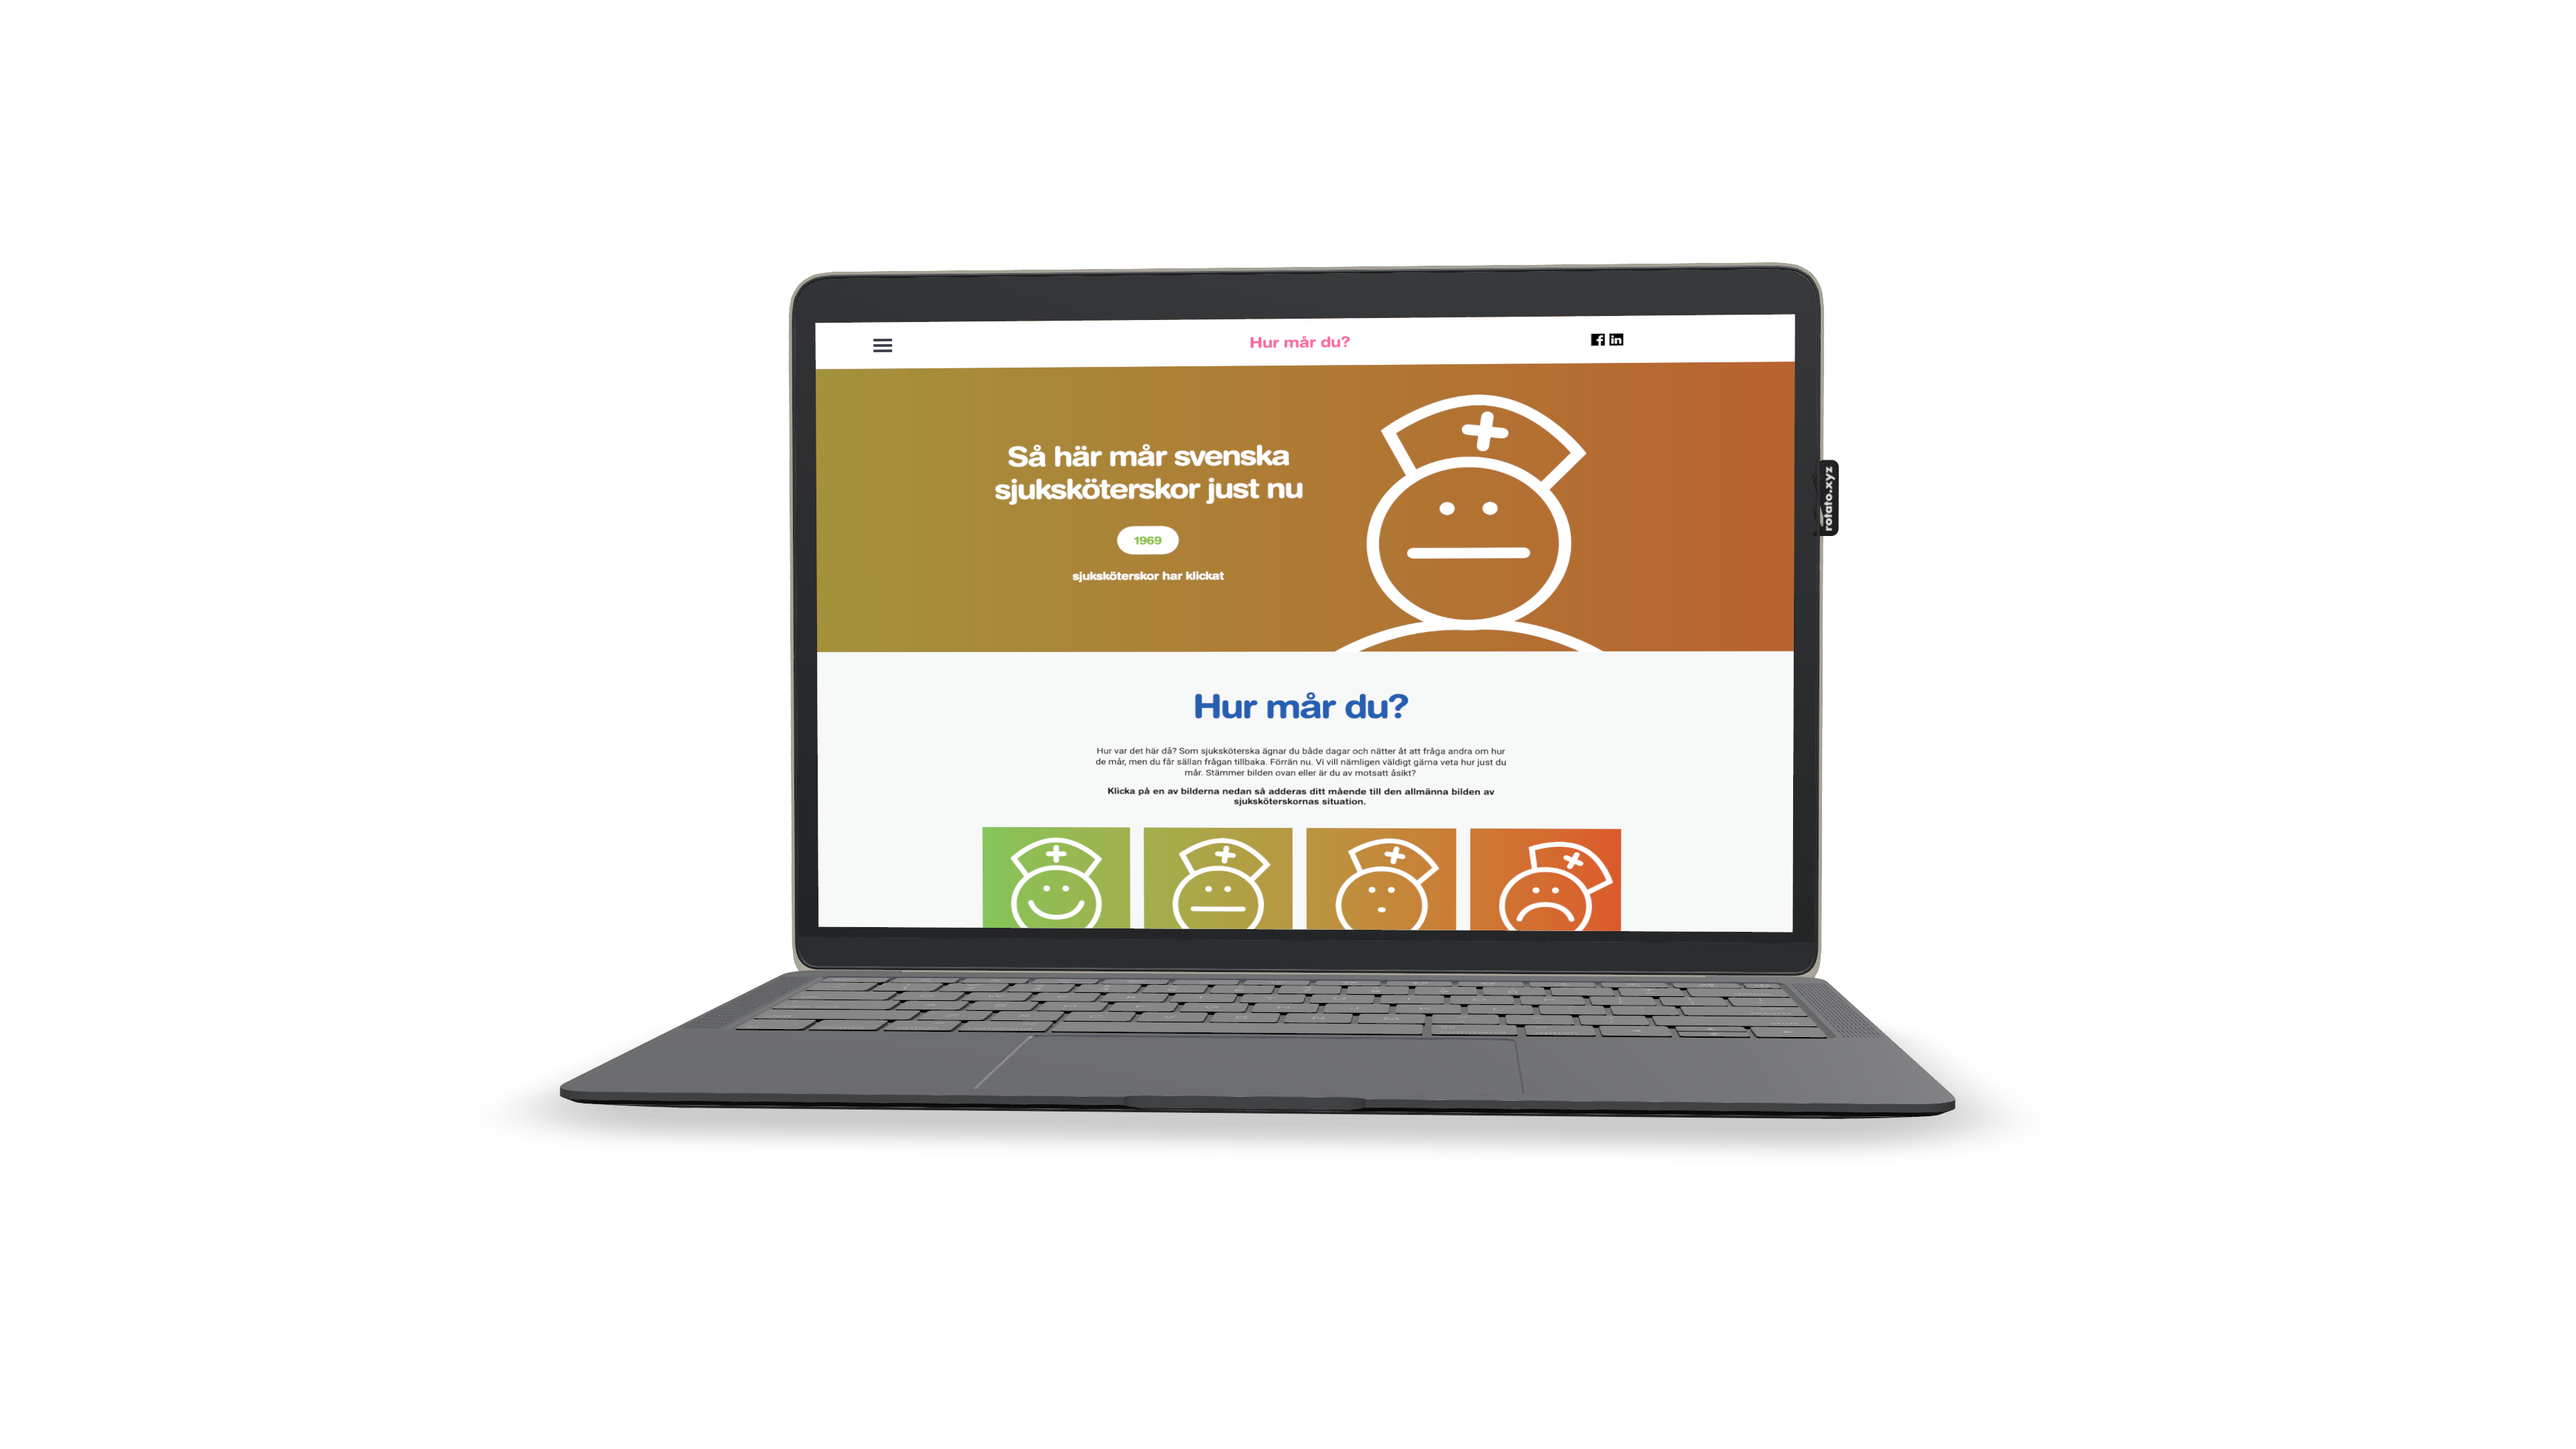 Hur mår du?
Så här mår svenska
sjuksköterskor just nu
1969
sjuksköterskor har klickat
rotato.xyz
Hur mår du?
Hur var det här då? Som sjuksköterska ägnar du både dagar och nätter åt att fråga andra om hur
de mår, men du får sällan frågan tillbaka. Förrän nu. Vi vill nämligen väldigt gärna veta hur just du
mår. Stämmer bilden ovan eller är du av motsatt åsikt?
Klicka på en av bilderna nedan så adderas ditt mående till den allmänna bilden av
sjuksköterskornas situation.